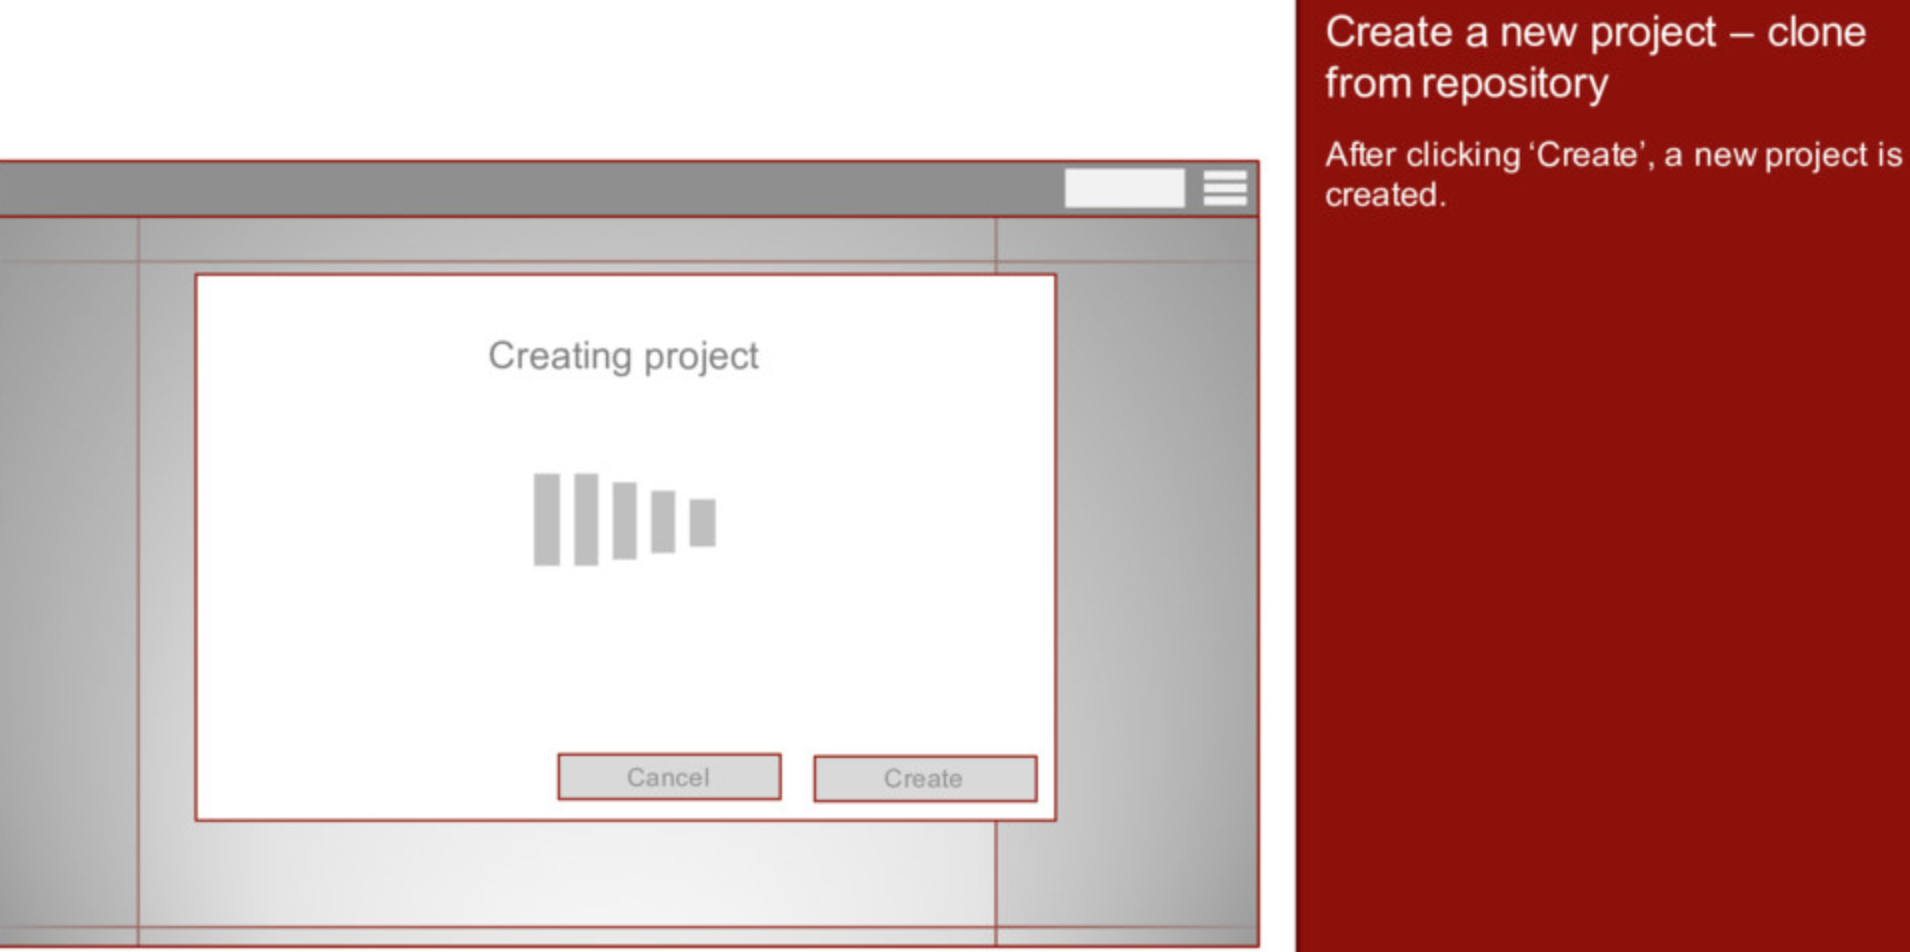 Create a new project – clone
from repository
After clicking ‘Create’, a new project is
created.
Creating project
Cancel
Create